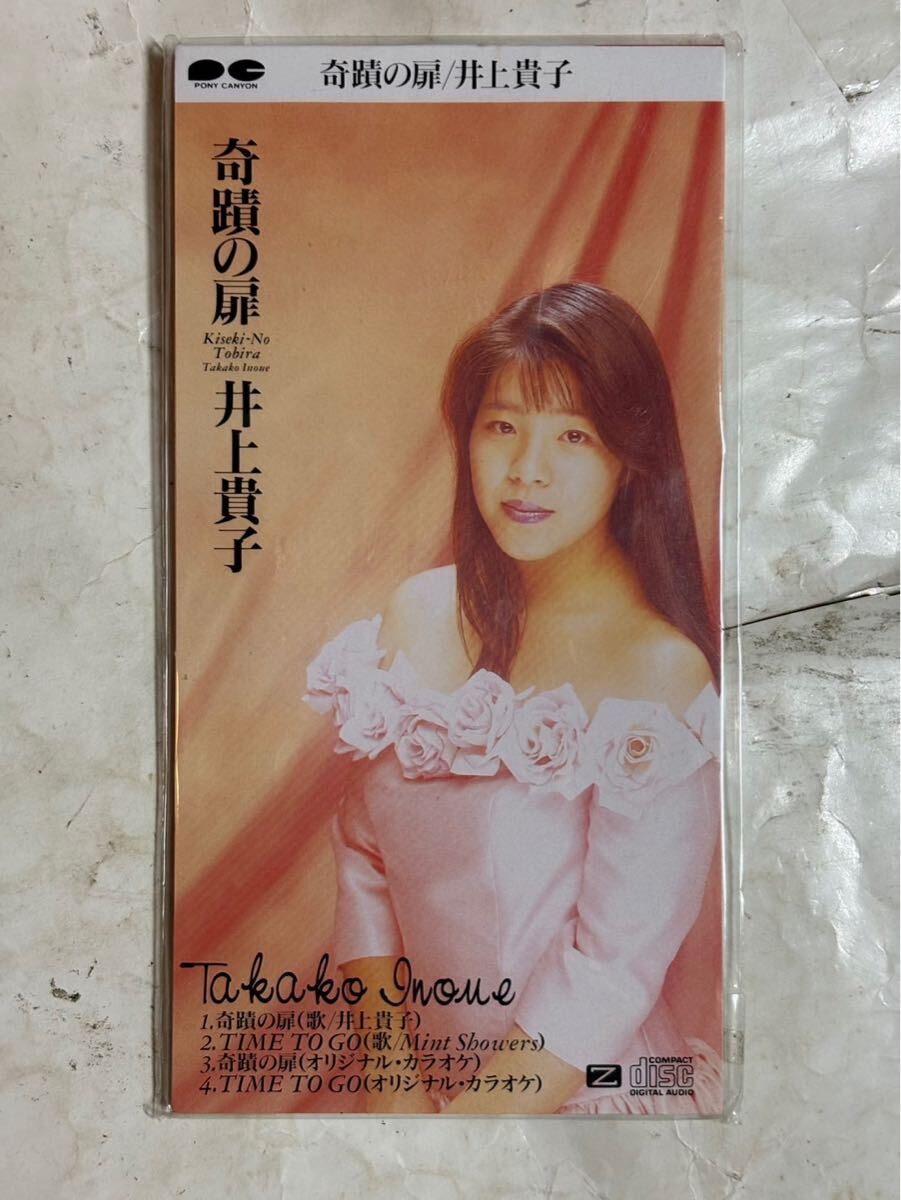 PONY CANYON
奇蹟の扉/井上貴子
奇蹟の扉
Kiseki-No
Tobira
Takako Inoue
井上貴子
Takako Inoue
1.奇蹟の扉(歌/井上貴子)
2.TIME TO GO(歌/Mint Showers)
3.奇蹟の扉(オリジナル・カラオケ)
4.TIME TO GO(オリジナル・カラオケ)
Z
COMPACT
disc
DIGITAL AUDIO